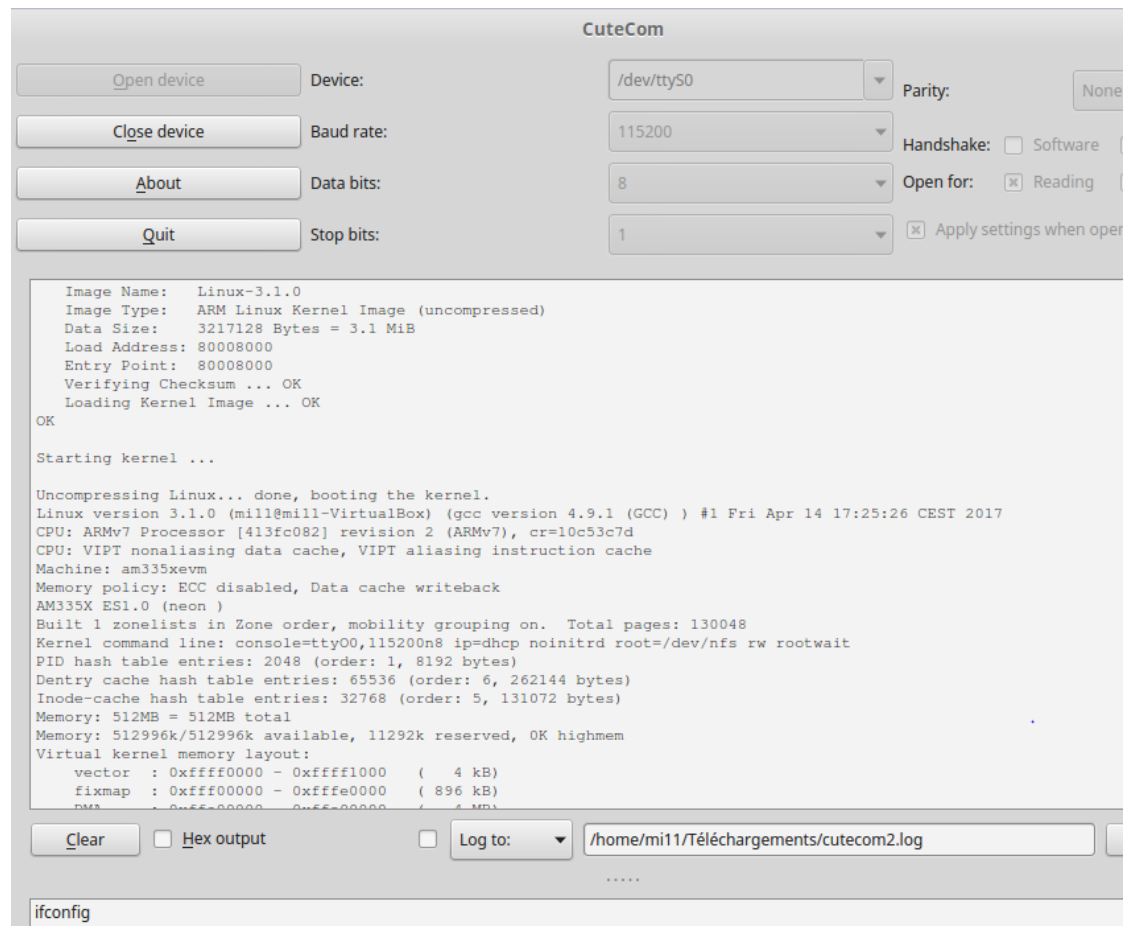 CuteCom
Open device
Device:
/dev/ttyS0
Parity:
None
Close device
Baud rate:
115200
Handshake:
Software
About
Data bits:
8
Open for:
Reading
Quit
Stop bits:
1
Apply settings when oper
Image Name: Linux-3.1.0
Image Type: ARM Linux Kernel Image (uncompressed)
Data Size: 3217128 Bytes = 3.1 MiB
Load Address: 80008000
Entry Point: 80008000
Verifying Checksum ... OK
Loading Kernel Image ... OK
OK
Starting kernel ...
Uncompressing Linux... done, booting the kernel.
Linux version 3.1.0 (mi11@mi11-VirtualBox) (gcc version 4.9.1 (GCC) ) #1 Fri Apr 14 17:25:26 CEST 2017
CPU: ARMv7 Processor [413fc082] revision 2 (ARMv7), cr=10c53c7d
CPU: VIPT nonaliasing data cache, VIPT aliasing instruction cache
Machine: am335xevm
Memory policy: ECC disabled, Data cache writeback
AM335X ES1.0 (neon )
Built 1 zonelists in Zone order, mobility grouping on. Total pages: 130048
Kernel command line: console=ttyO0,115200n8 ip=dhcp noinitrd root=/dev/nfs rw rootwait
PID hash table entries: 2048 (order: 1, 8192 bytes)
Dentry cache hash table entries: 65536 (order: 6, 262144 bytes)
Inode-cache hash table entries: 32768 (order: 5, 131072 bytes)
Memory: 512MB = 512MB total
Memory: 512996k/512996k available, 11292k reserved, 0K highmem
Virtual kernel memory layout:
vector : 0xffff0000 - 0xffff1000 ( 4 kB)
fixmap : 0xfff00000 - 0xfffe0000 ( 896 kB)
Clear
Hex output
Log to:
/home/mi11/Téléchargements/cutecom2.log
ifconfig